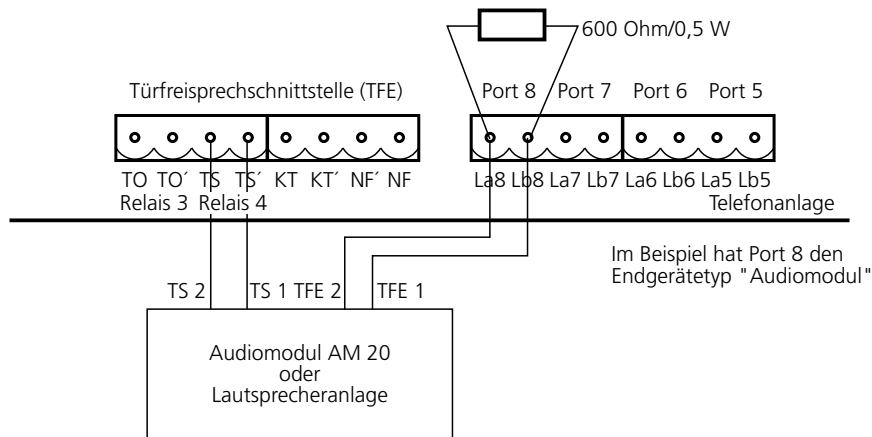 600 Ohm/0,5 W
Türfreisprechschnittstelle (TFE)
Port 8 Port 7 Port 6 Port 5
TO TO´ TS TS´ KT KT´ NF´ NF
La8 Lb8 La7 Lb7 La6 Lb6 La5 Lb5
Relais 3 Relais 4
Telefonanlage
Im Beispiel hat Port 8 den
Endgerätetyp "Audiomodul"
TS 2 TS 1 TFE 2 TFE 1
Audiomodul AM 20
oder
Lautsprecheranlage